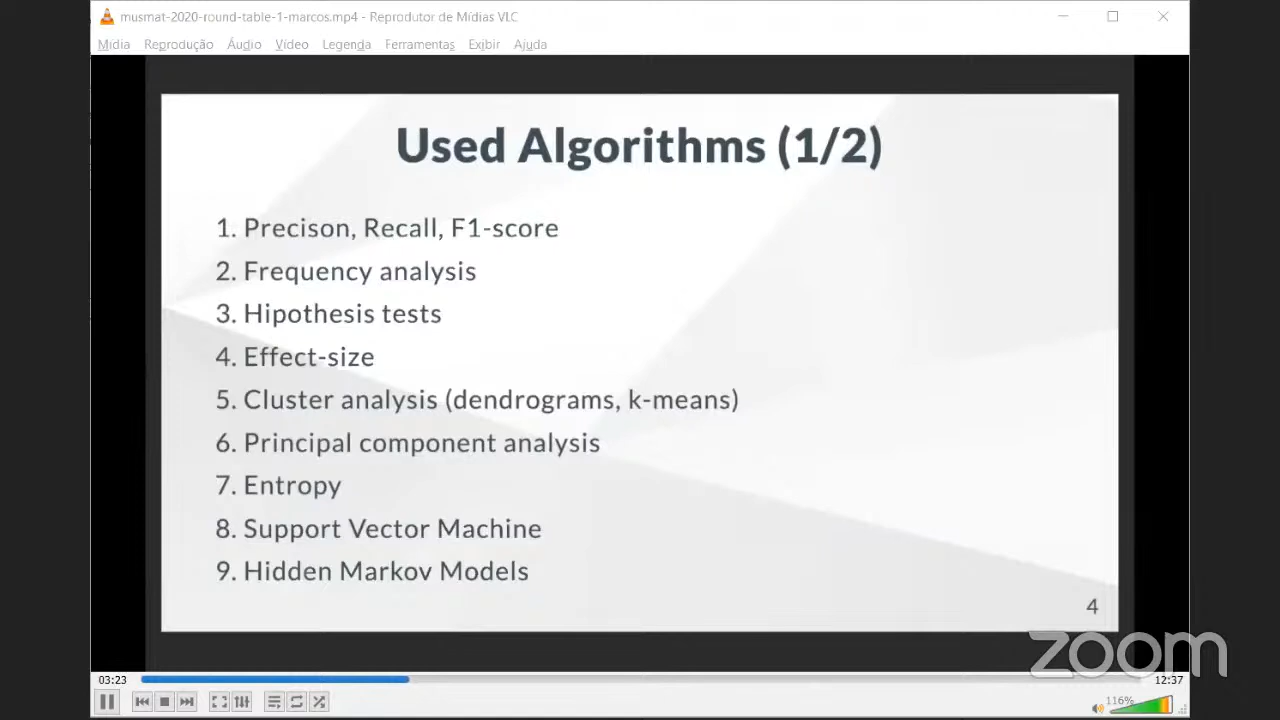 musmat-2020-round-table-1-marcos.mp4 - Reprodutor de Mídias VLC
Mídia Reprodução Áudio Vídeo Legenda Ferramentas Exibir Ajuda
Used Algorithms (1/2)
1. Precison, Recall, F1-score
2. Frequency analysis
3. Hipothesis tests
4. Effect-size
5. Cluster analysis (dendrograms, k-means)
6. Principal component analysis
7. Entropy
8. Support Vector Machine
9. Hidden Markov Models
4
zoom
03:23
12:37
116%